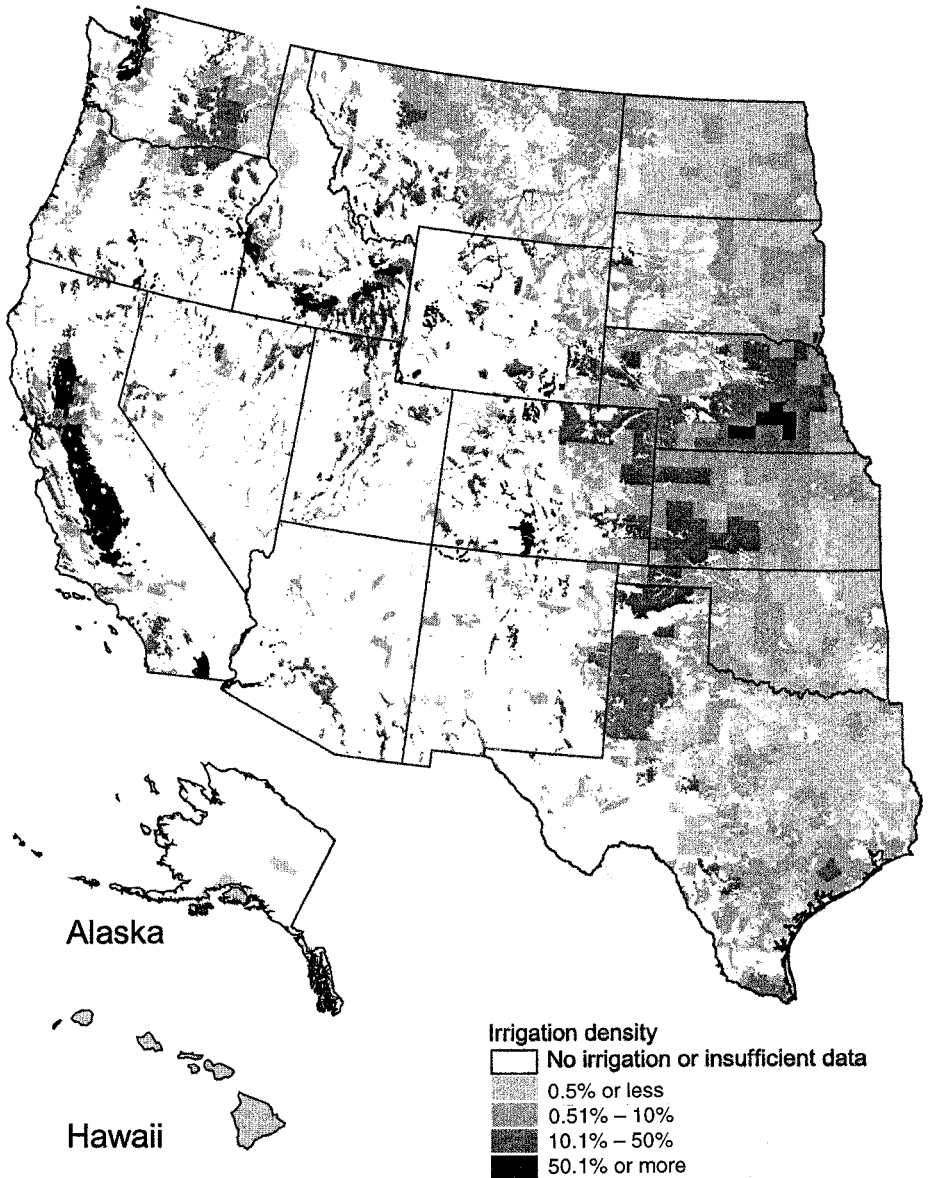 Alaska
Hawaii
Irrigation density
No irrigation or insufficient data
0.5% or less
0.51% – 10%
10.1% – 50%
50.1% or more